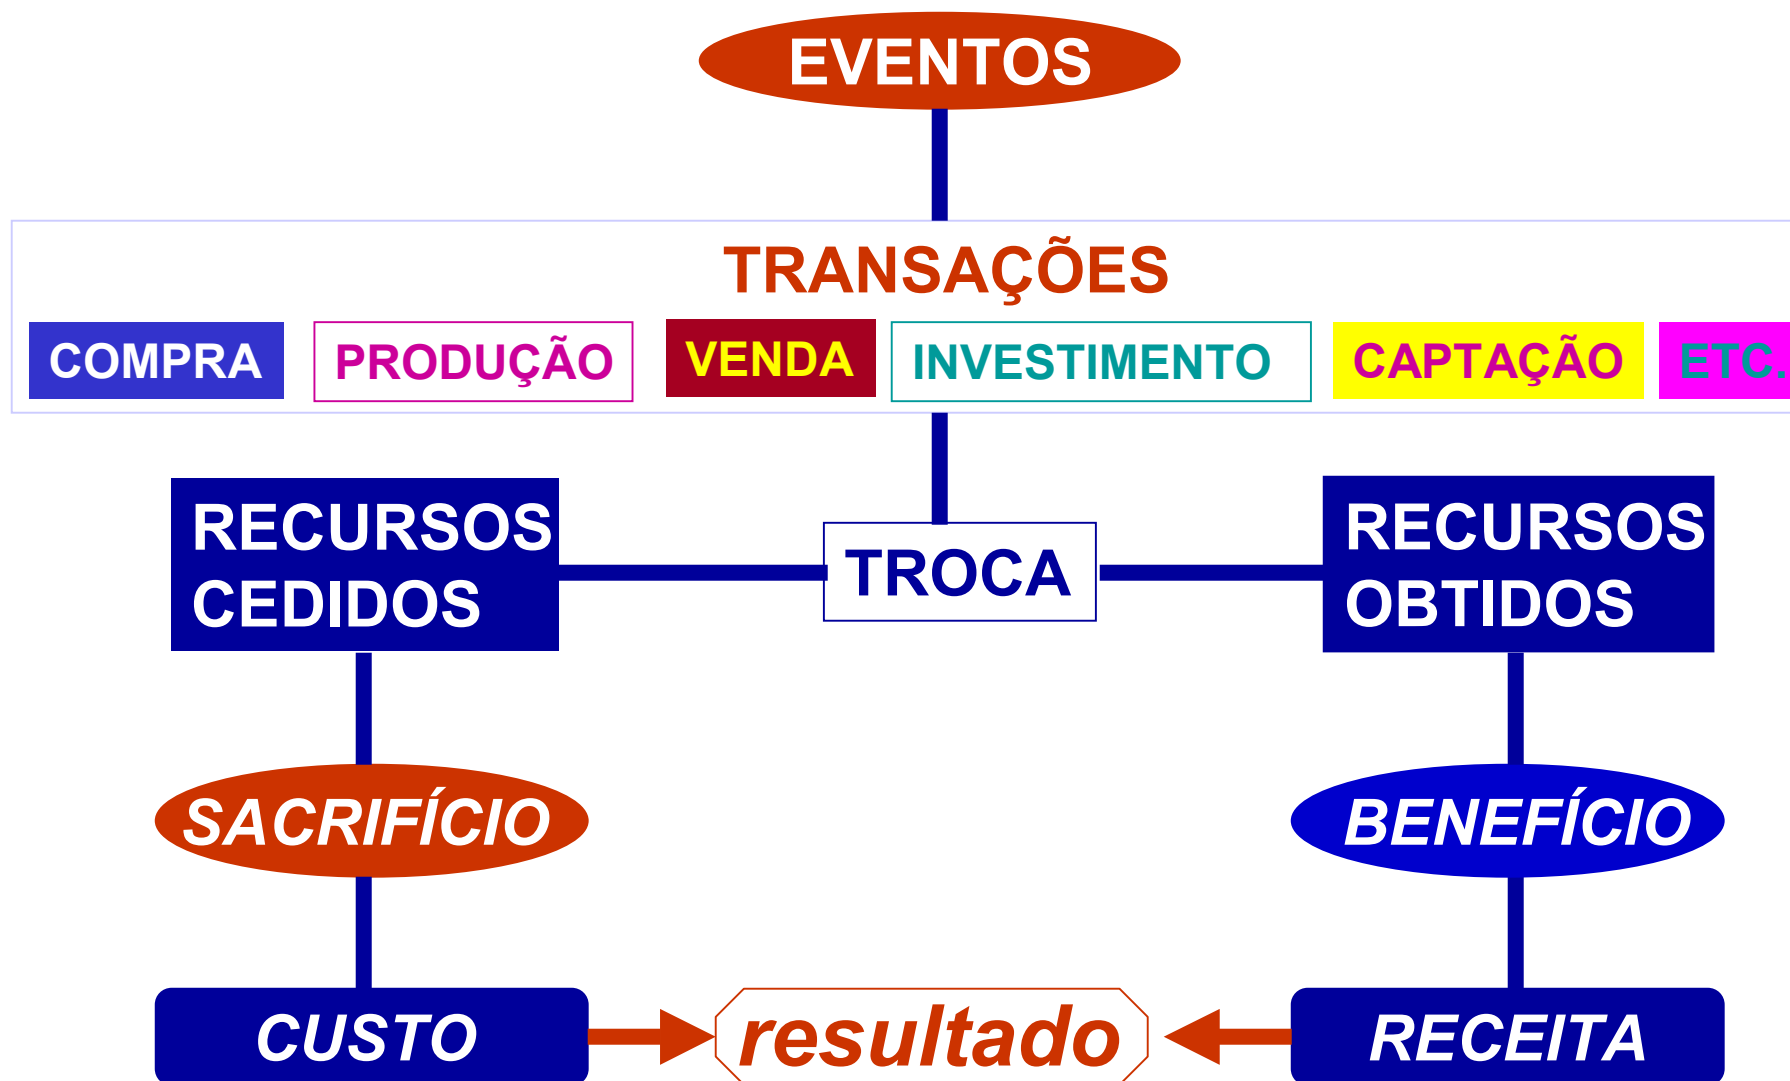 EVENTOS
TRANSAÇÕES
COMPRA PRODUÇÃO VENDA INVESTIMENTO CAPTAÇÃO ETC.
RECURSOS
CEDIDOS
TROCA
RECURSOS
OBTIDOS
SACRIFÍCIO
BENEFÍCIO
CUSTO
resultado
RECEITA